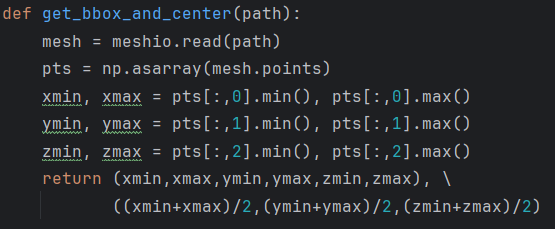 def get_bbox_and_center(path):
    mesh = meshio.read(path)
    pts = np.asarray(mesh.points)
    xmin, xmax = pts[:,0].min(), pts[:,0].max()
    ymin, ymax = pts[:,1].min(), pts[:,1].max()
    zmin, zmax = pts[:,2].min(), pts[:,2].max()
    return (xmin,xmax,ymin,ymax,zmin,zmax), \
           ((xmin+xmax)/2,(ymin+ymax)/2,(zmin+zmax)/2)